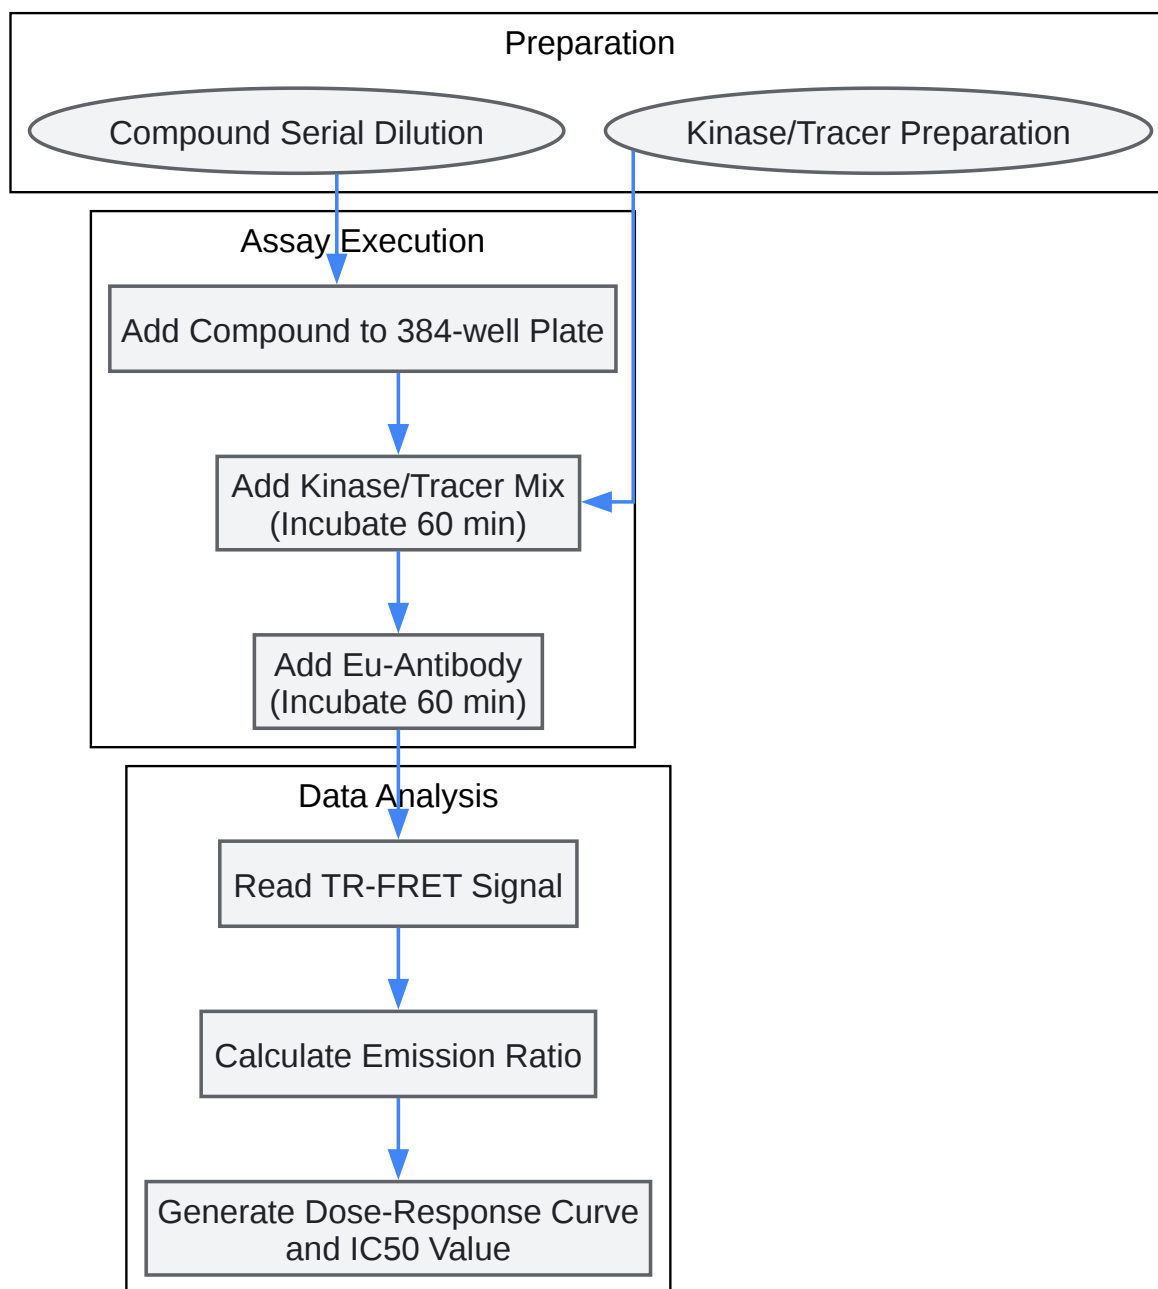 Preparation
Compound Serial Dilution
Kinase/Tracer Preparation
Assay Execution
Add Compound to 384-well Plate
Add Kinase/Tracer Mix
(Incubate 60 min)
Add Eu-Antibody
(Incubate 60 min)
Data Analysis
Read TR-FRET Signal
Calculate Emission Ratio
Generate Dose-Response Curve
and IC50 Value